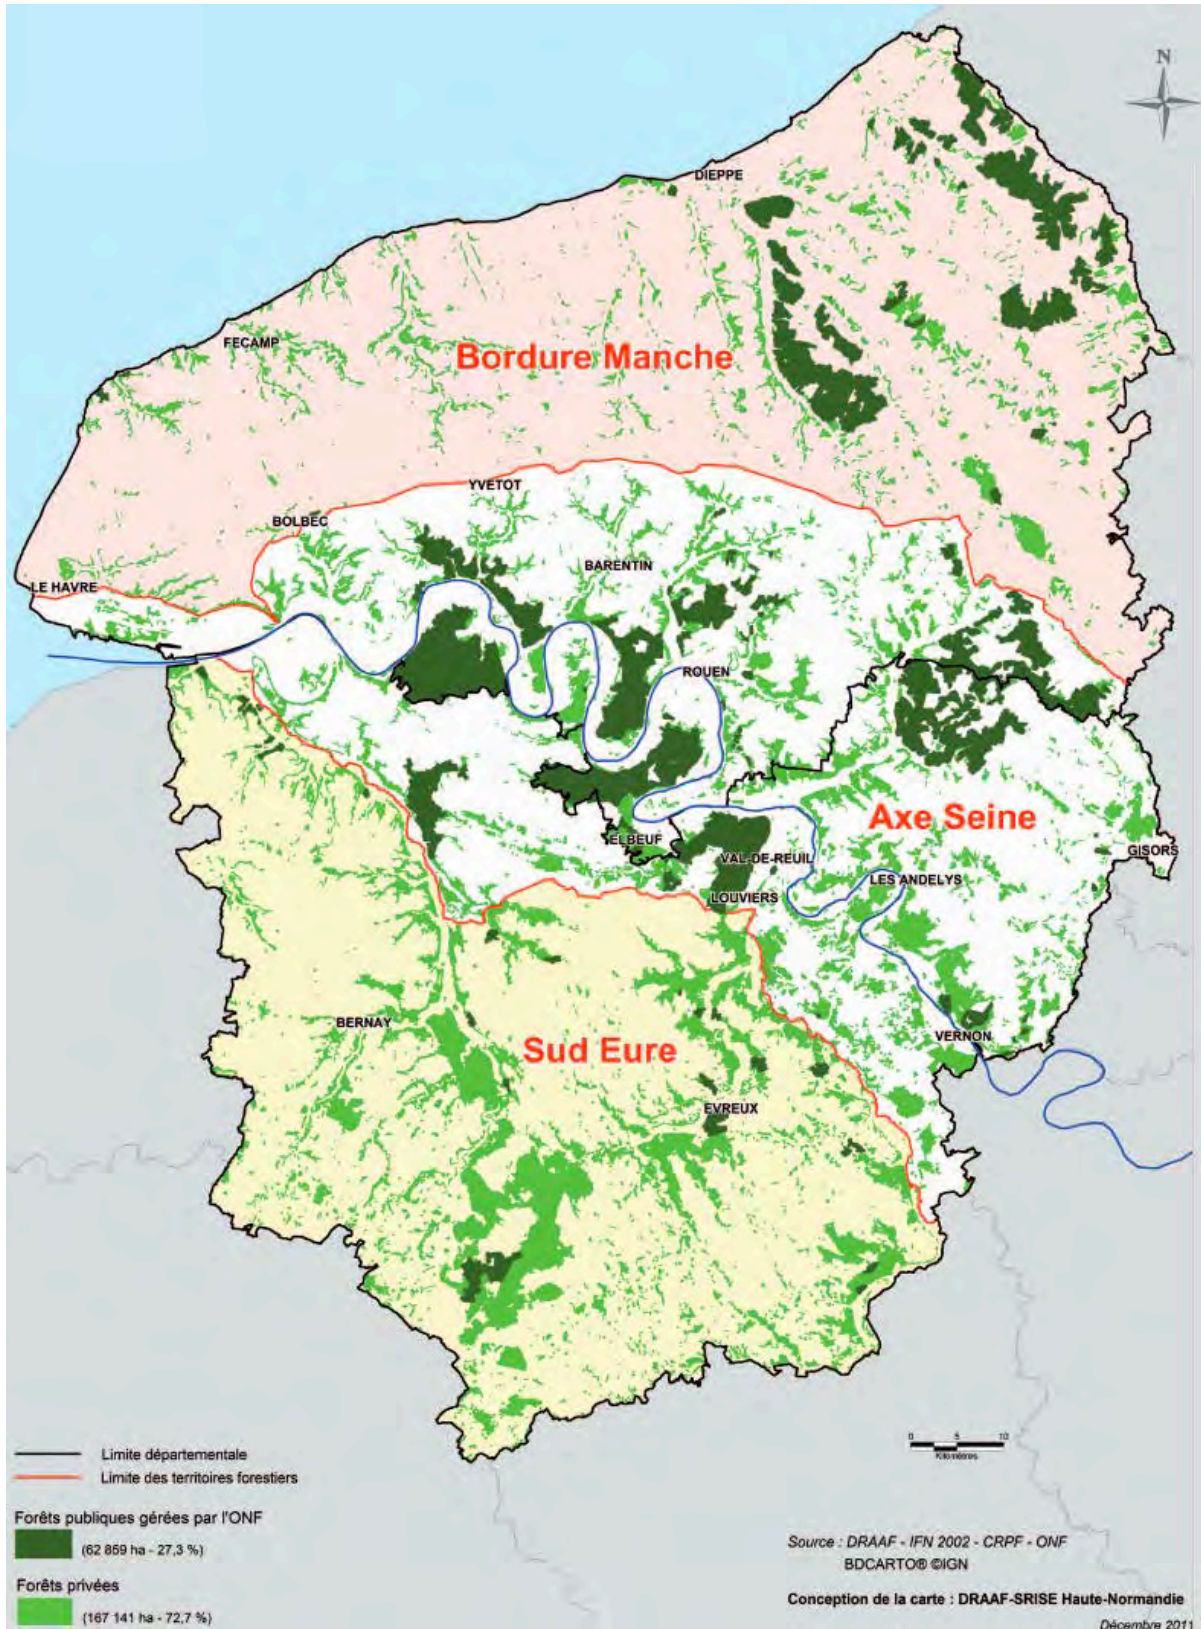 N
DIEPPE
FECAMP
Bordure Manche
YVETOT
BOLBEC
BARENTIN
LE HAVRE
ROUEN
Axe Seine
ELBEUF
VAL-DE-REUIL
GISORS
LES ANDELYS
LOUVIERS
BERNAY
VERNON
Sud Eure
EVREUX
0 5 10
Kilomètres
Limite départementale
Limite des territoires forestiers
Forêts publiques gérées par l'ONF
(62 859 ha - 27,3 %)
Forêts privées
(167 141 ha - 72,7 %)
Source : DRAAF - IFN 2002 - CRPF - ONF
BDCARTO® ©IGN
Conception de la carte : DRAAF-SRISE Haute-Normandie
Décembre 2011